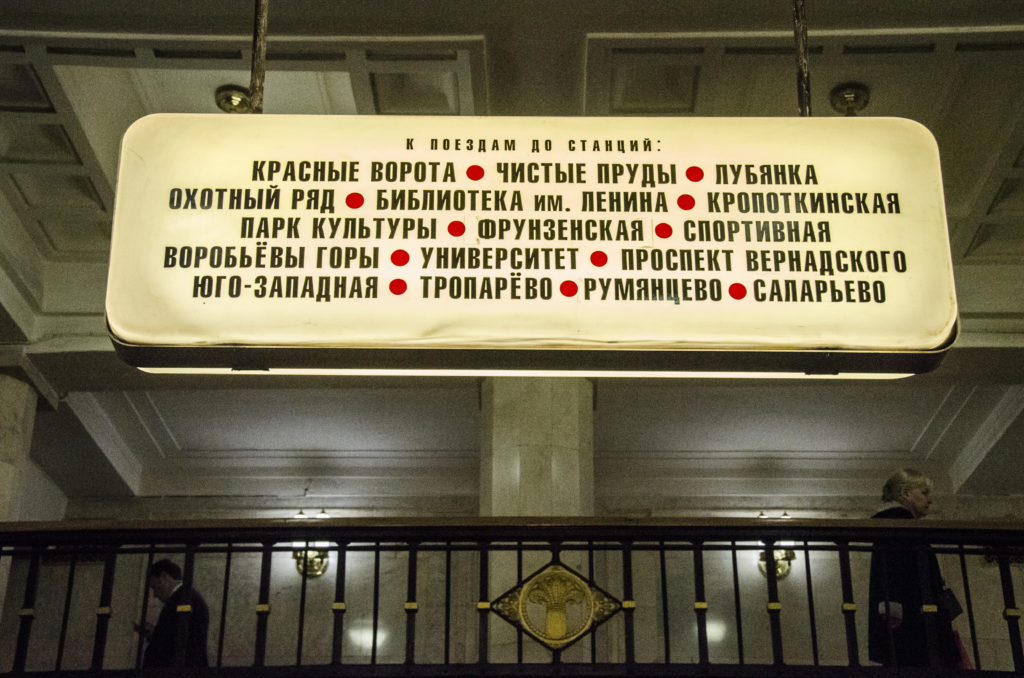 К ПОЕЗДАМ ДО СТАНЦИЙ:
КРАСНЫЕ ВОРОТА ● ЧИСТЫЕ ПРУДЫ ● ЛУБЯНКА
ОХОТНЫЙ РЯД ● БИБЛИОТЕКА им. ЛЕНИНА ● КРОПОТКИНСКАЯ
ПАРК КУЛЬТУРЫ ● ФРУНЗЕНСКАЯ ● СПОРТИВНАЯ
ВОРОБЬЁВЫ ГОРЫ ● УНИВЕРСИТЕТ ● ПРОСПЕКТ ВЕРНАДСКОГО
ЮГО-ЗАПАДНАЯ ● ТРОПАРЁВО ● РУМЯНЦЕВО ● САЛАРЬЕВО